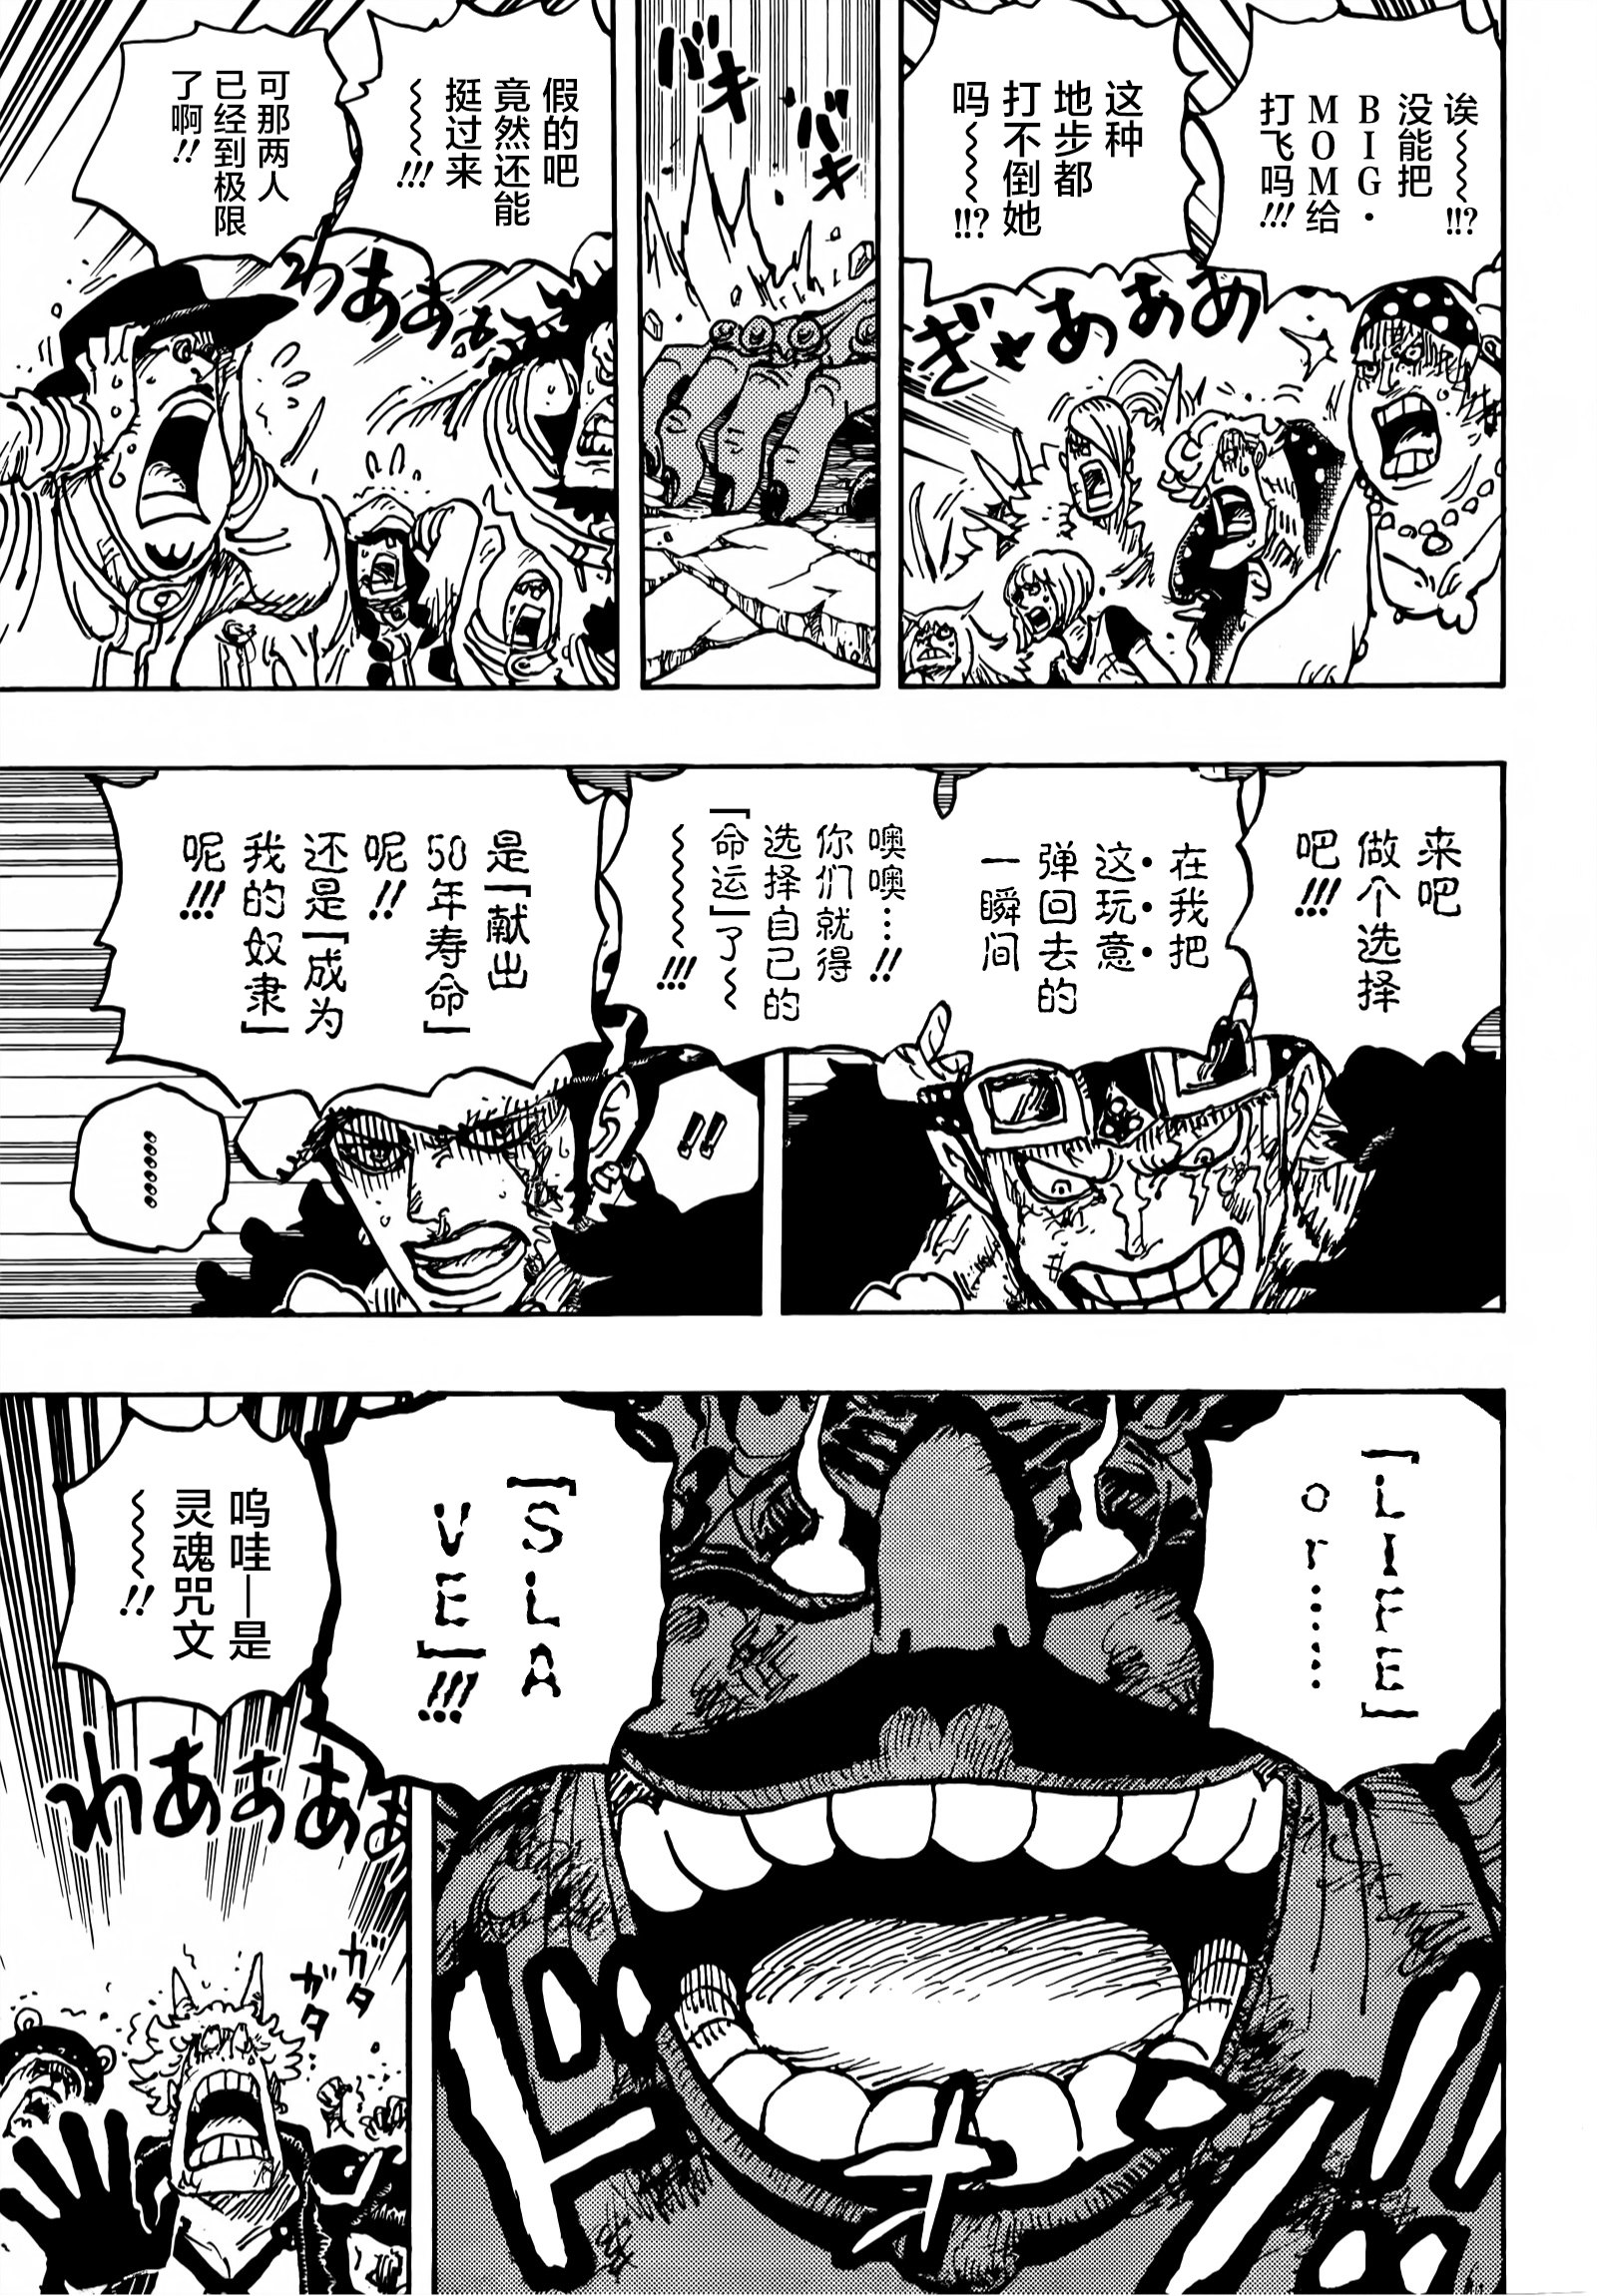 诶～～～!!?
没能把
BIG・
MOM给
打飞吗!!!
这种
地步都
打不倒她
吗～～～!!?
ぎゃあああ
バキ
バキ
假的吧
竟然还能
挺过来
～～～!!!
可那两人
已经到极限
了啊!!
わあああ
来吧
做个选择
吧!!!
在我把
这玩意
弹回去的
一瞬间
噢噢…!!
你们就得
选择自己的
「命运」了～
～～～～!!!
是「献出
50年寿命」
呢!!
还是「成为
我的奴隶」
呢!!!
!!
……
「LIFE」
or……
「SLA
VE」!!!
呜哇—是
灵魂咒文
～～～!!
わああああ
ガタ
ガタ
ド